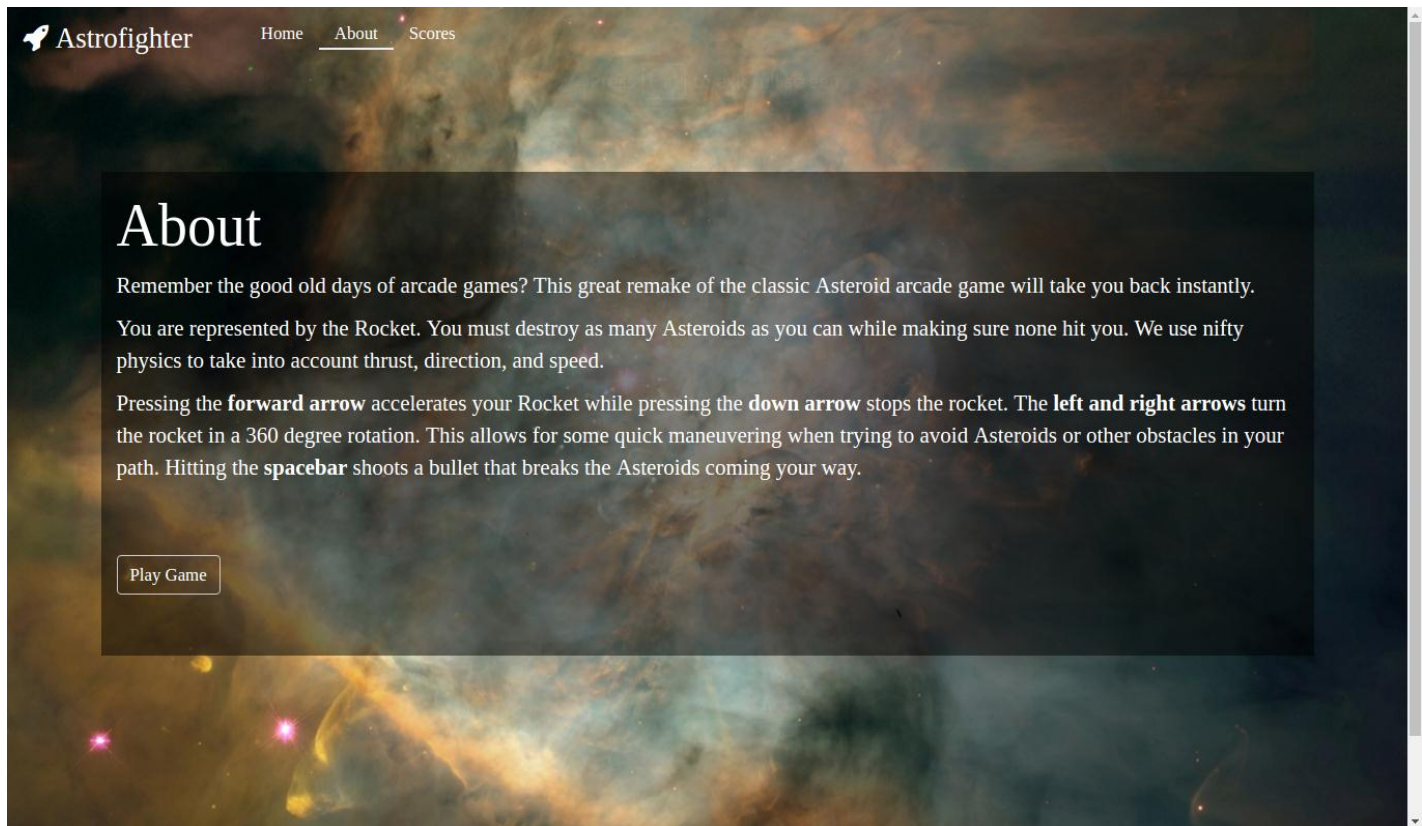 Astrofighter
Home About Scores
About
Remember the good old days of arcade games? This great remake of the classic Asteroid arcade game will take you back instantly.
You are represented by the Rocket. You must destroy as many Asteroids as you can while making sure none hit you. We use nifty
physics to take into account thrust, direction, and speed.
Pressing the forward arrow accelerates your Rocket while pressing the down arrow stops the rocket. The left and right arrows turn
the rocket in a 360 degree rotation. This allows for some quick maneuvering when trying to avoid Asteroids or other obstacles in your
path. Hitting the spacebar shoots a bullet that breaks the Asteroids coming your way.
Play Game